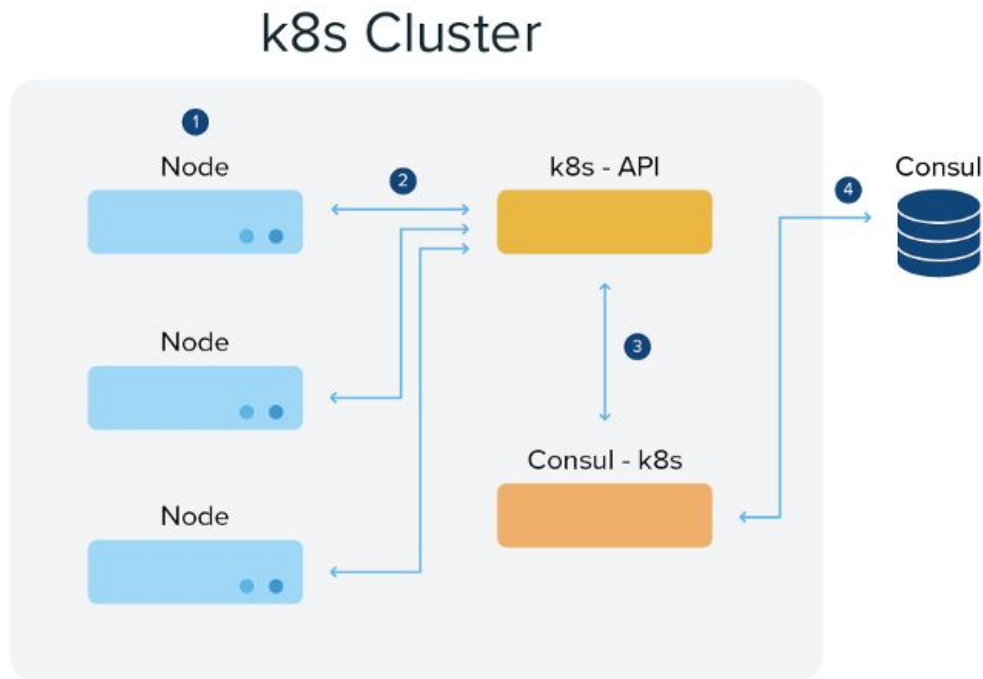 k8s Cluster
1
Node
2
k8s - API
4
Consul
Node
3
Consul - k8s
Node